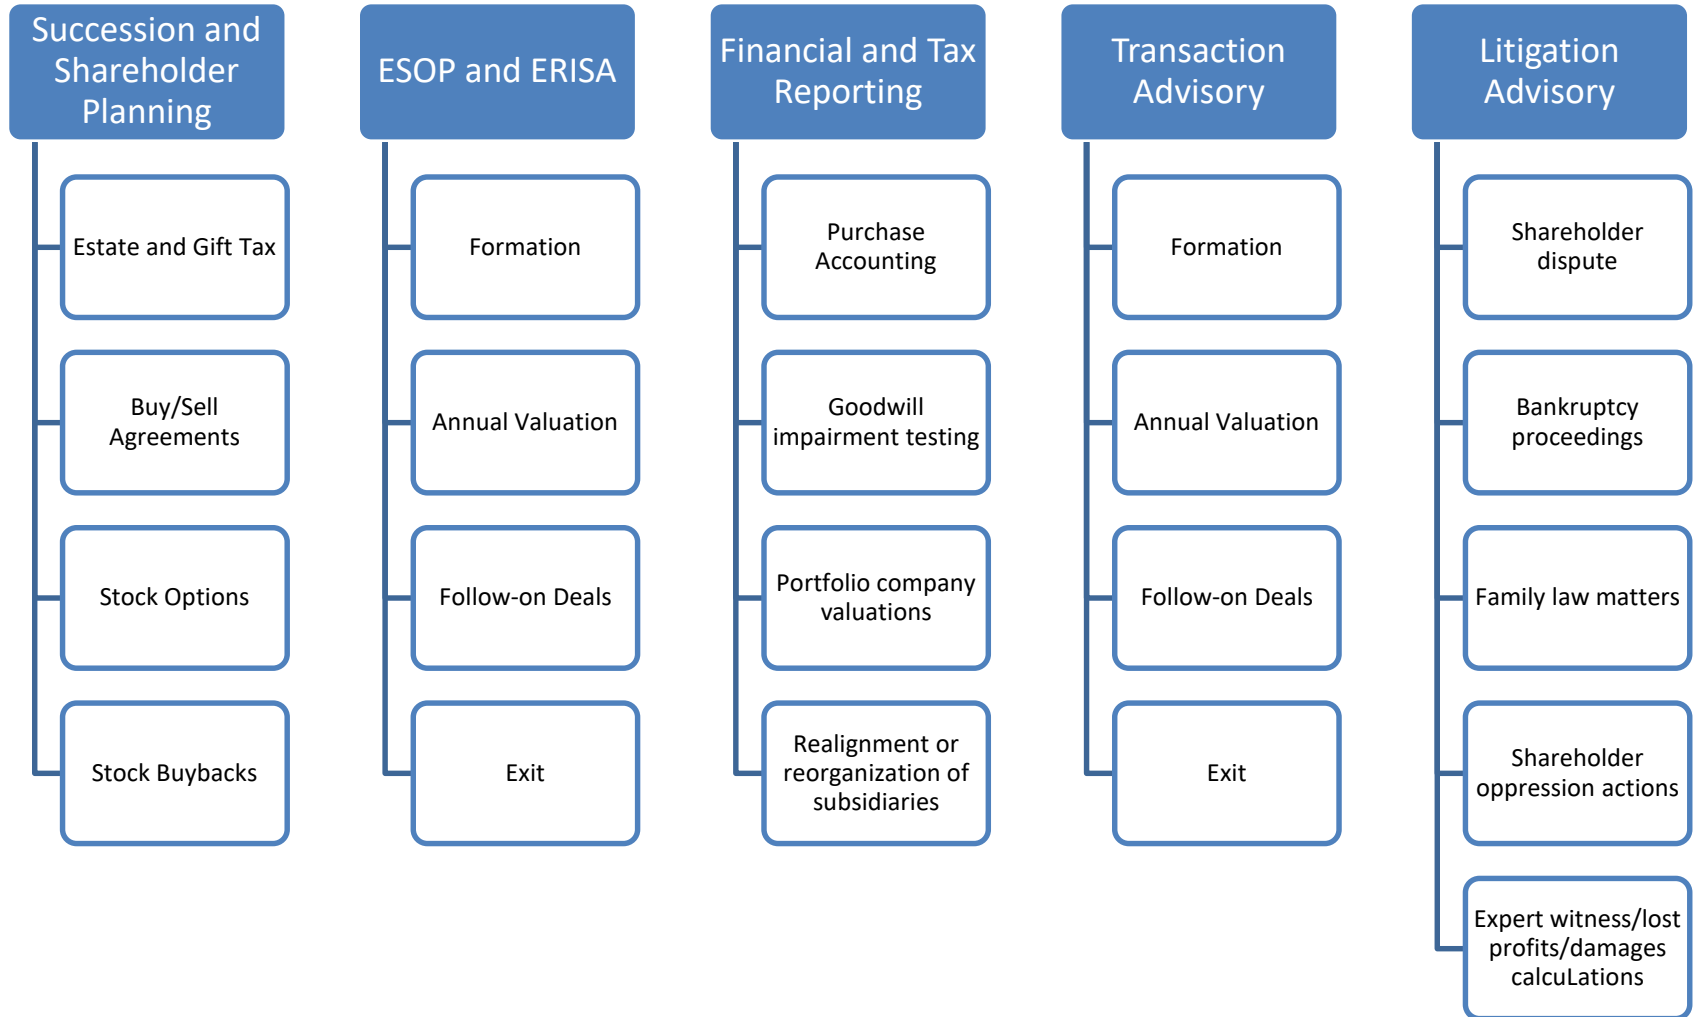 Succession and
Shareholder
Planning
Estate and Gift Tax
Buy/Sell
Agreements
Stock Options
Stock Buybacks
ESOP and ERISA
Formation
Annual Valuation
Follow-on Deals
Exit
Financial and Tax
Reporting
Purchase
Accounting
Goodwill
impairment testing
Portfolio company
valuations
Realignment or
reorganization of
subsidiaries
Transaction
Advisory
Formation
Annual Valuation
Follow-on Deals
Exit
Litigation
Advisory
Shareholder
dispute
Bankruptcy
proceedings
Family law matters
Shareholder
oppression actions
Expert witness/lost
profits/damages
calcuLations